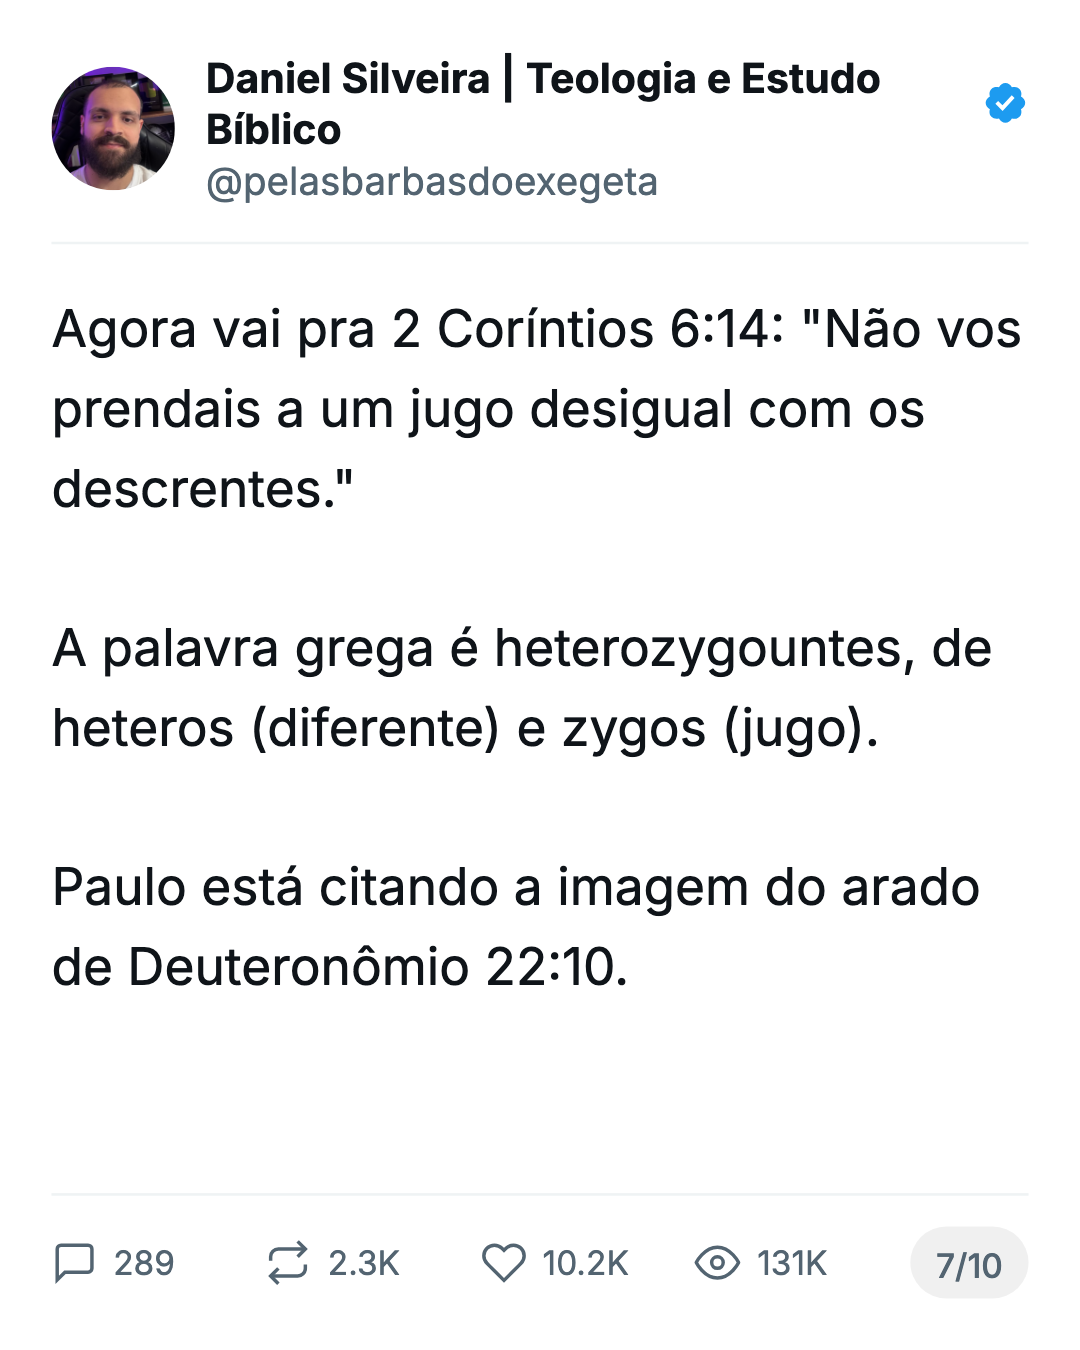 Daniel Silveira | Teologia e Estudo
Bíblico
@pelasbarbasdoexegeta
Agora vai pra 2 Coríntios 6:14: "Não vos
prendais a um jugo desigual com os
descrentes."
A palavra grega é heterozygountes, de
heteros (diferente) e zygos (jugo).
Paulo está citando a imagem do arado
de Deuteronômio 22:10.
289 2.3K 10.2K 131K 7/10